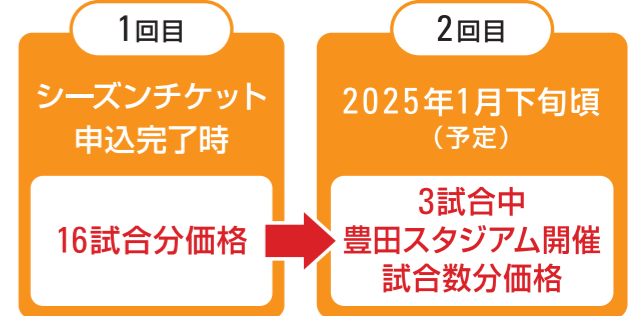 1回目
シーズンチケット
申込完了時
16試合分価格
2回目
2025年1月下旬頃
（予定）
3試合中
豊田スタジアム開催
試合数分価格